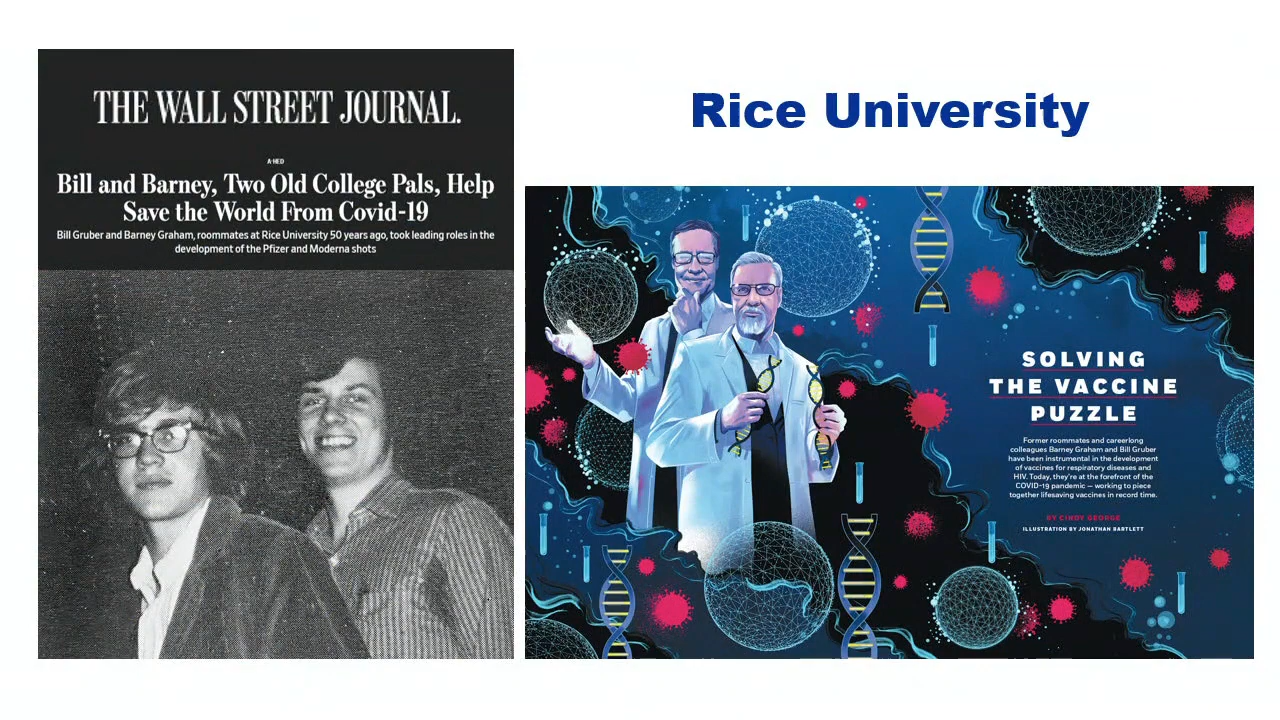 THE WALL STREET JOURNAL.
A-HED
Bill and Barney, Two Old College Pals, Help
Save the World From Covid-19
Bill Gruber and Barney Graham, roommates at Rice University 50 years ago, took leading roles in the
development of the Pfizer and Moderna shots
Rice University
SOLVING
THE VACCINE
PUZZLE
Former roommates and careerlong
colleagues Barney Graham and Bill Gruber
have been instrumental in the development
of vaccines for respiratory diseases and
HIV. Today, they're at the forefront of the
COVID-19 pandemic — working to piece
together lifesaving vaccines in record time.
BY CINDY GEORGE
ILLUSTRATION BY JONATHAN BARTLETT